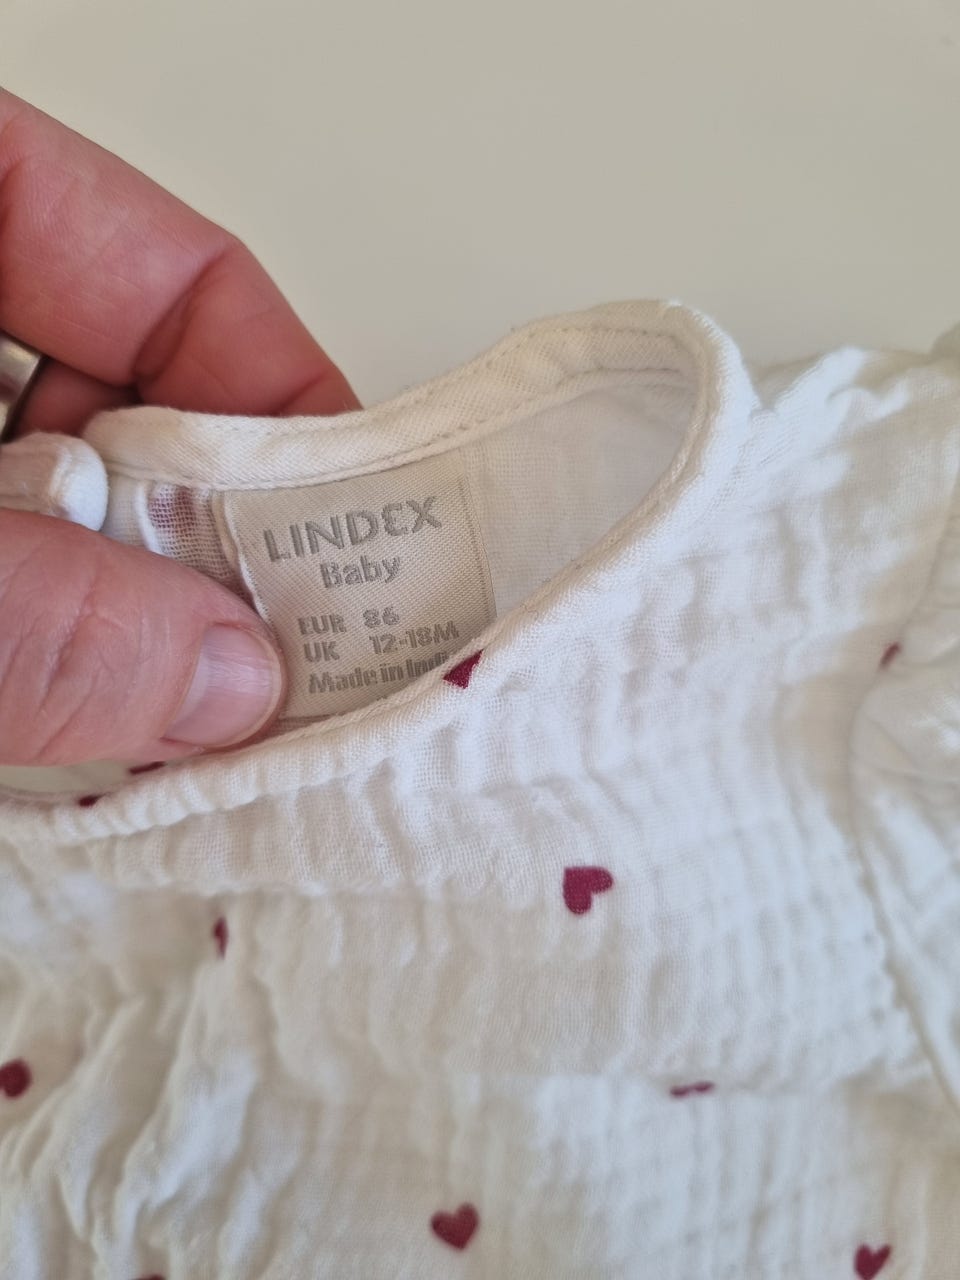 LINDEX
Baby
EUR 86
UK 12-18M
Made in